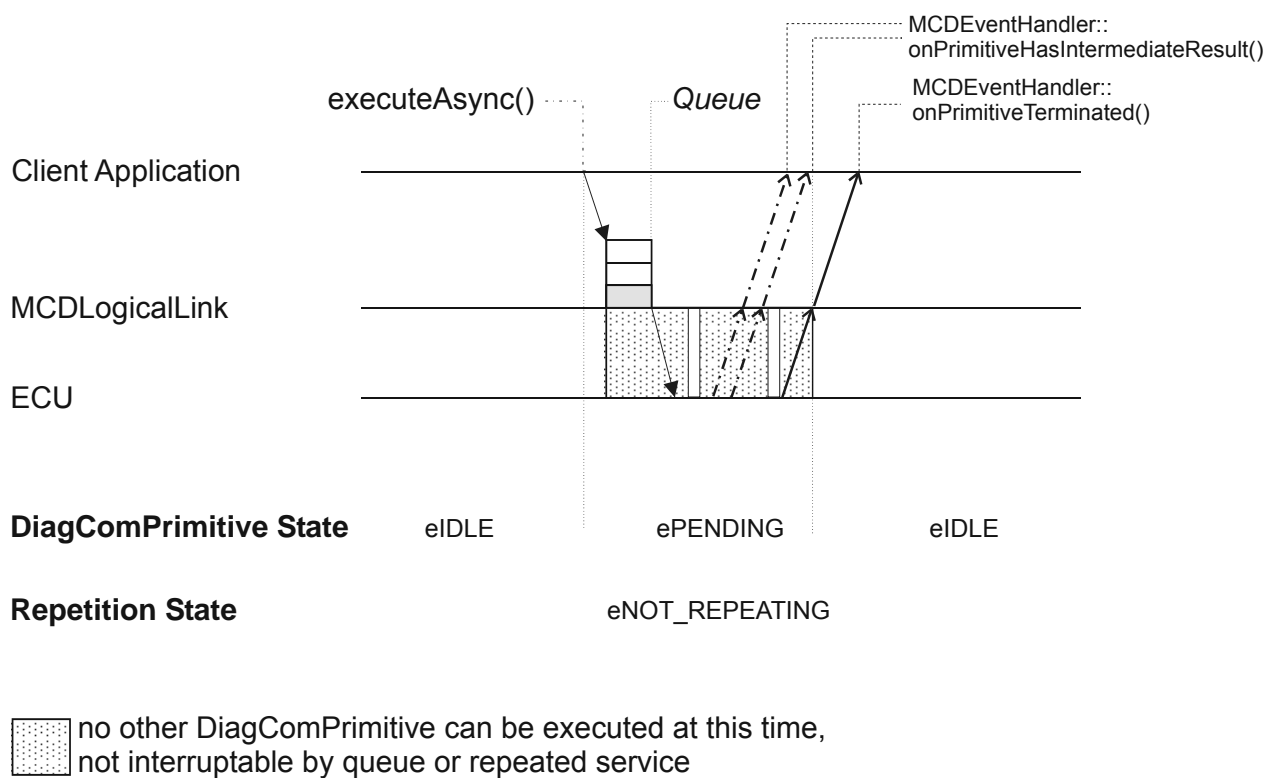 MCDEventHandler::
onPrimitiveHasIntermediateResult()
MCDEventHandler::
onPrimitiveTerminated()
executeAsync()
Queue
Client Application
MCDLogicalLink
ECU
DiagComPrimitive State eIDLE ePENDING eIDLE
Repetition State eNOT_REPEATING
no other DiagComPrimitive can be executed at this time,
not interruptable by queue or repeated service